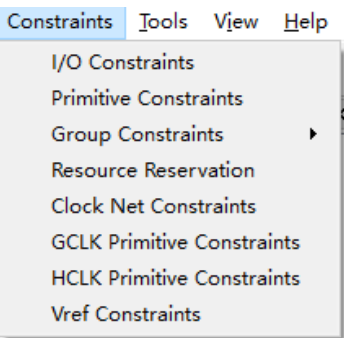 Constraints Tools View Help
I/O Constraints
Primitive Constraints
Group Constraints
Resource Reservation
Clock Net Constraints
GCLK Primitive Constraints
HCLK Primitive Constraints
Vref Constraints